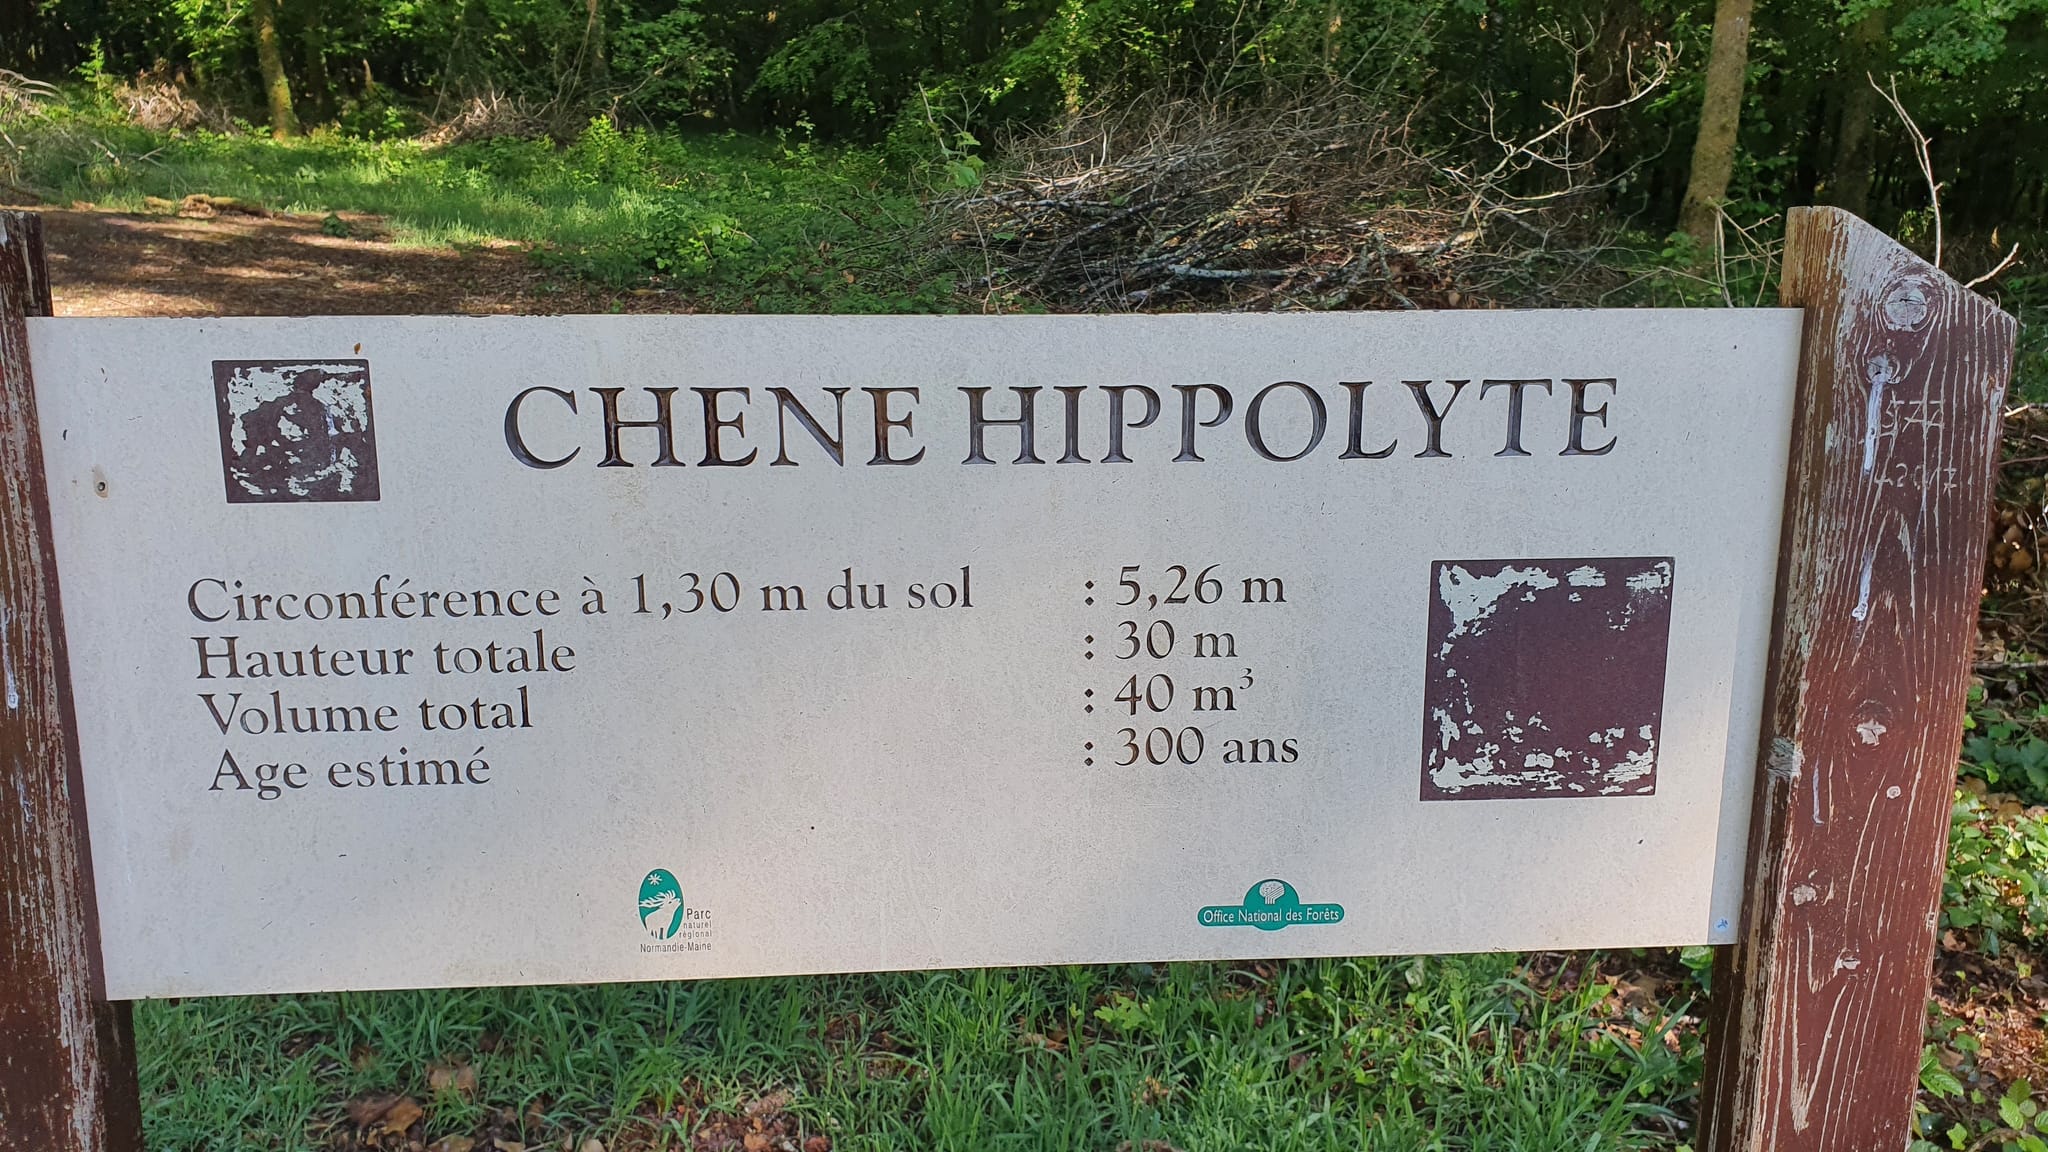 CHENE HIPPOLYTE
Circonférence à 1,30 m du sol : 5,26 m
Hauteur totale : 30 m
Volume total : 40 m³
Age estimé : 300 ans
Parc
naturel
régional
Normandie-Maine
Office National des Forêts
577